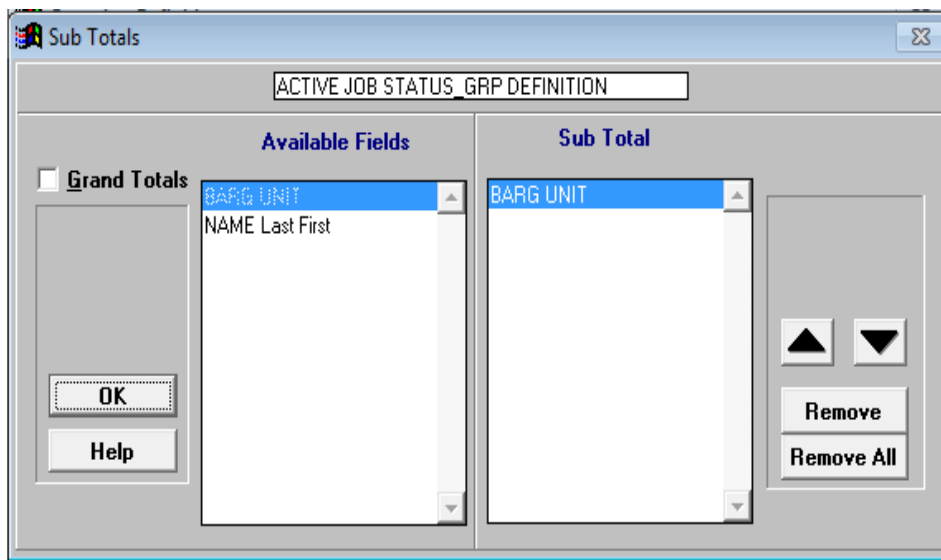 Sub Totals
ACTIVE JOB STATUS_GRP DEFINITION
Available Fields
Sub Total
Grand Totals
BARG UNIT
NAME Last First
BARG UNIT
OK
Help
Remove
Remove All